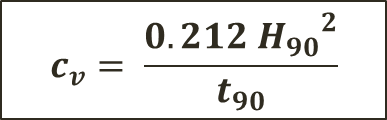 c_v = 0.212 H_90^2 / t_90